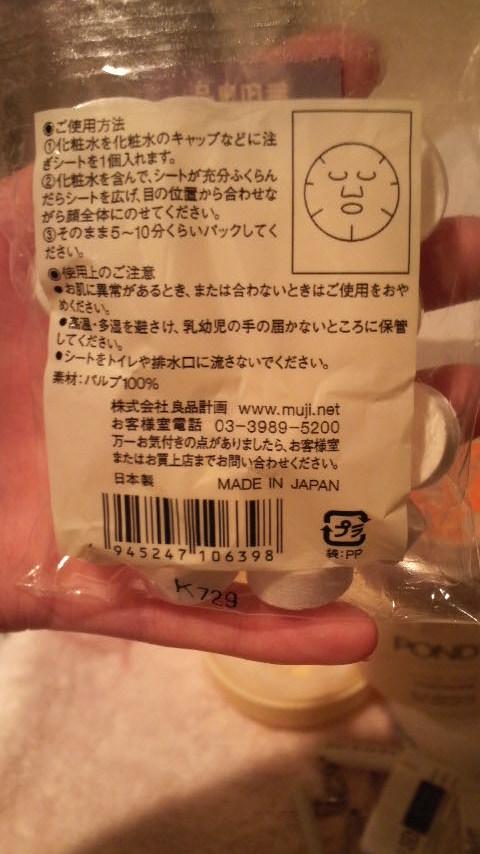 ◉ご使用方法
①化粧水を化粧水のキャップなどに注
ぎシートを1個入れます。
②化粧水を含んで、シートが充分ふくらん
だらシートを広げ、目の位置から合わせな
がら顔全体にのせてください。
③そのまま5〜10分くらいパックしてく
ださい。
◉使用上のご注意
●お肌に異常があるとき、または合わないときはご使用をおや
めください。
●高温・多湿を避さけ、乳幼児の手の届かないところに保管
してください。
●シートをトイレや排水口に流さないでください。
素材：パルプ100%
株式会社 良品計画 www.muji.net
お客様室電話 03-3989-5200
万一お気付きの点がありましたら、お客様室
またはお買上店までお問い合わせください。
日本製 MADE IN JAPAN
4 945247 106398
プラ
袋：PP
K729
POND'